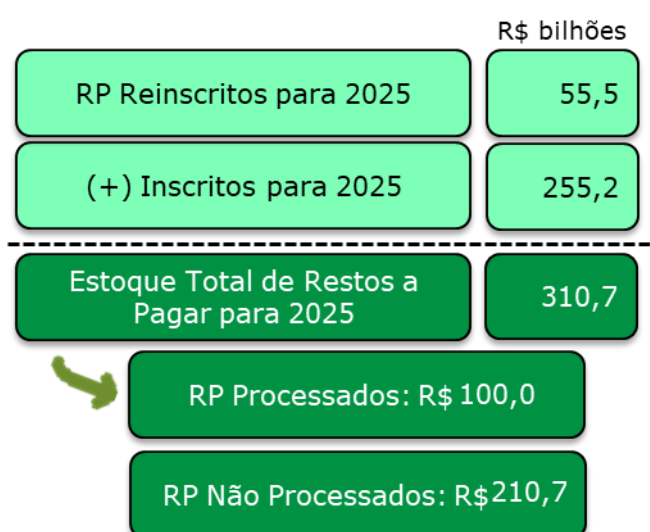 R$ bilhões
RP Reinscritos para 2025 55,5
(+) Inscritos para 2025 255,2
Estoque Total de Restos a
Pagar para 2025 310,7
RP Processados: R$ 100,0
RP Não Processados: R$210,7